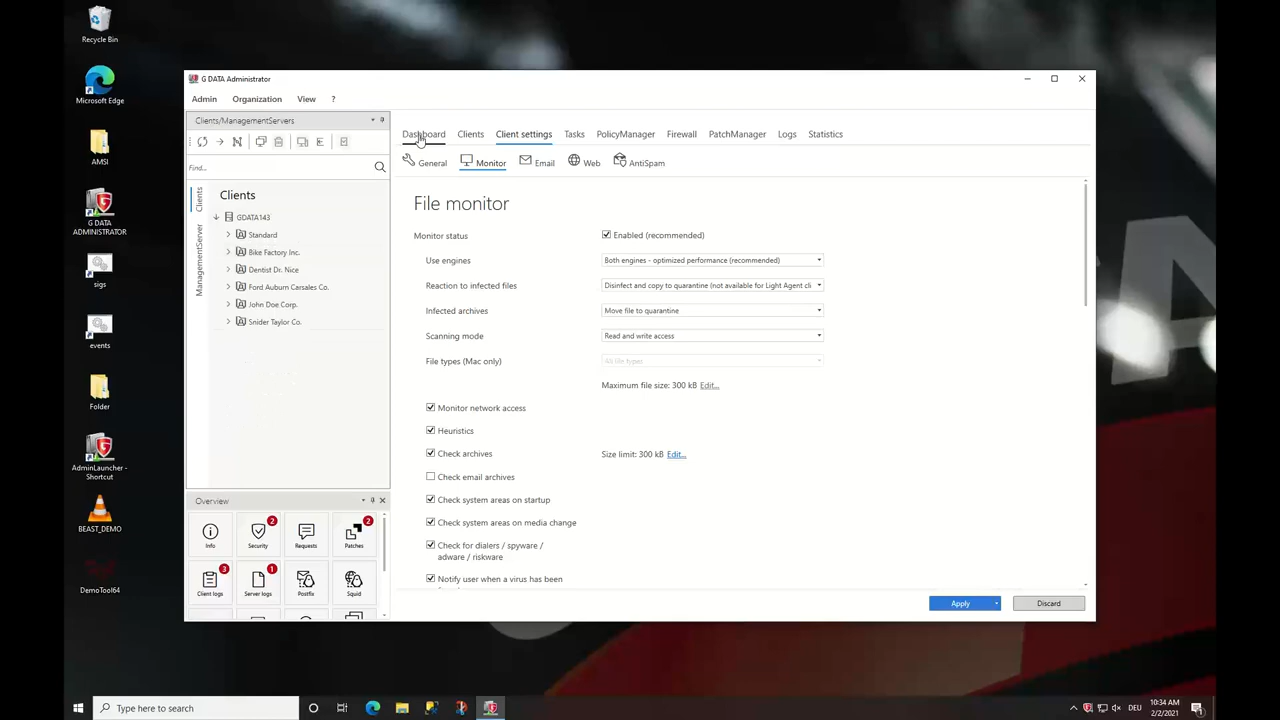 Recycle Bin
Microsoft Edge
AMSI
G DATA
ADMINISTRATOR
sigs
events
Folder
AdminLauncher -
Shortcut
BEAST_DEMO
DemoTool64
G DATA Administrator
Admin
Organization
View
?
Clients/ManagementServers
Find...
Clients
ManagementServer
Clients
GDATA143
Standard
Bike Factory Inc.
Dentist Dr. Nice
Ford Auburn Carsales Co.
John Doe Corp.
Snider Taylor Co.
Overview
Info
Security
2
Requests
Patches
2
Client logs
3
Server logs
1
Postfix
Squid
Dashboard
Clients
Client settings
Tasks
PolicyManager
Firewall
PatchManager
Logs
Statistics
General
Monitor
Email
Web
AntiSpam
File monitor
Monitor status
Enabled (recommended)
Use engines
Both engines - optimized performance (recommended)
Reaction to infected files
Disinfect and copy to quarantine (not available for Light Agent cli
Infected archives
Move file to quarantine
Scanning mode
Read and write access
File types (Mac only)
All file types
Maximum file size: 300 kB Edit...
Monitor network access
Heuristics
Check archives
Size limit: 300 kB Edit...
Check email archives
Check system areas on startup
Check system areas on media change
Check for dialers / spyware /
adware / riskware
Notify user when a virus has been
Apply
Discard
Type here to search
DEU
10:34 AM
2/2/2021
1